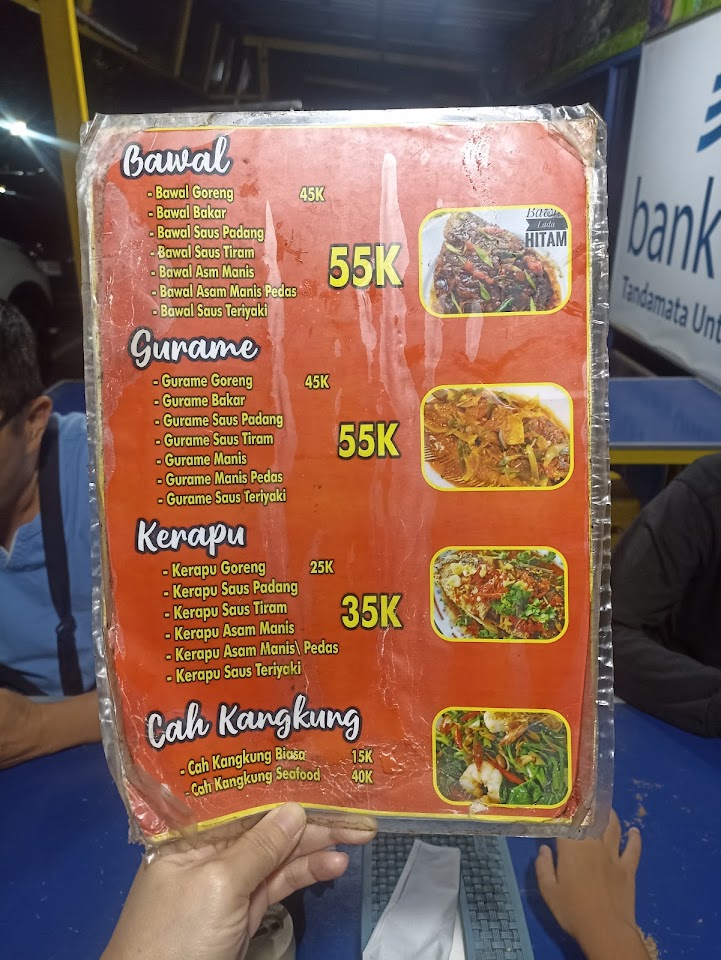 Bawal
- Bawal Goreng 45K
- Bawal Bakar
- Bawal Saus Padang
- Bawal Saus Tiram
- Bawal Asm Manis
- Bawal Asam Manis Pedas
- Bawal Saus Teriyaki
55K
Bawal
Lada
HITAM
Gurame
- Gurame Goreng 45K
- Gurame Bakar
- Gurame Saus Padang
- Gurame Saus Tiram
- Gurame Manis
- Gurame Manis Pedas
- Gurame Saus Teriyaki
55K
Kerapu
- Kerapu Goreng 25K
- Kerapu Saus Padang
- Kerapu Saus Tiram
- Kerapu Asam Manis
- Kerapu Asam Manis\ Pedas
- Kerapu Saus Teriyaki
35K
Cah Kangkung
- Cah Kangkung Biasa 15K
- Cah Kangkung Seafood 40K
bank
Tandamata Unt